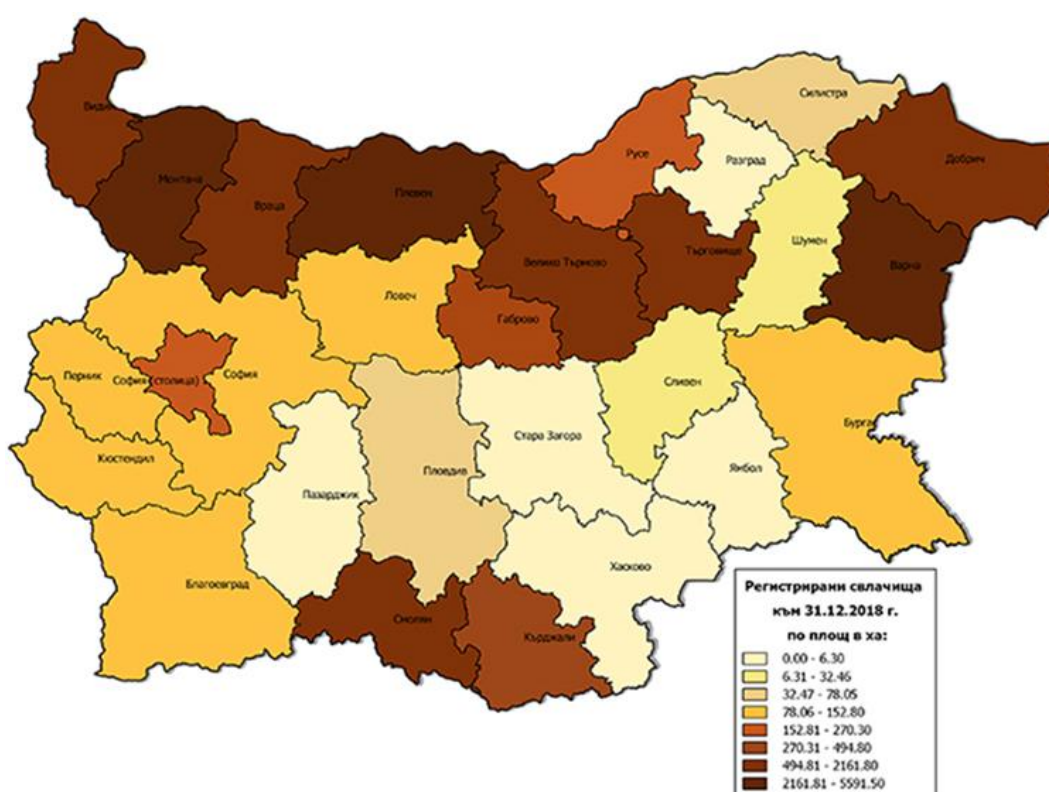 Силистра
Видин
Русе
Разград
Добрич
Монтана
Плевен
Враца
Шумен
Търговище
Велико Търново
Варна
Ловеч
Габрово
Перник
София (столица)
София
Сливен
Бургас
Кюстендил
Стара Загора
Пловдив
Ямбол
Пазарджик
Хасково
Благоевград
Смолян
Кърджали
Регистрирани свлачища
към 31.12.2018 г.
по площ в ха:
0.00 - 6.30
6.31 - 32.46
32.47 - 78.05
78.06 - 152.80
152.81 - 270.30
270.31 - 494.80
494.81 - 2161.80
2161.81 - 5591.50